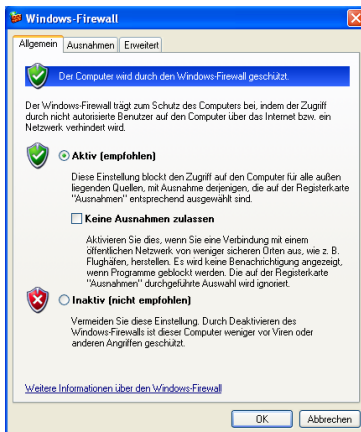 Windows-Firewall
Allgemein Ausnahmen Erweitert
Der Computer wird durch den Windows-Firewall geschützt.
Der Windows-Firewall trägt zum Schutz des Computers bei, indem der Zugriff
durch nicht autorisierte Benutzer auf den Computer über das Internet bzw. ein
Netzwerk verhindert wird.
Aktiv (empfohlen)
Diese Einstellung blockt den Zugriff auf den Computer für alle außen
liegenden Quellen, mit Ausnahme derjenigen, die auf der Registerkarte
"Ausnahmen" entsprechend ausgewählt sind.
Keine Ausnahmen zulassen
Aktivieren Sie dies, wenn Sie eine Verbindung mit einem
öffentlichen Netzwerk von weniger sicheren Orten aus, wie z. B.
Flughäfen, herstellen. Es wird keine Benachrichtigung angezeigt,
wenn Programme geblockt werden. Die auf der Registerkarte
"Ausnahmen" durchgeführte Auswahl wird ignoriert.
Inaktiv (nicht empfohlen)
Vermeiden Sie diese Einstellung. Durch Deaktivieren des
Windows-Firewalls ist dieser Computer weniger vor Viren oder
anderen Angriffen geschützt.
Weitere Informationen über den Windows-Firewall
OK Abbrechen